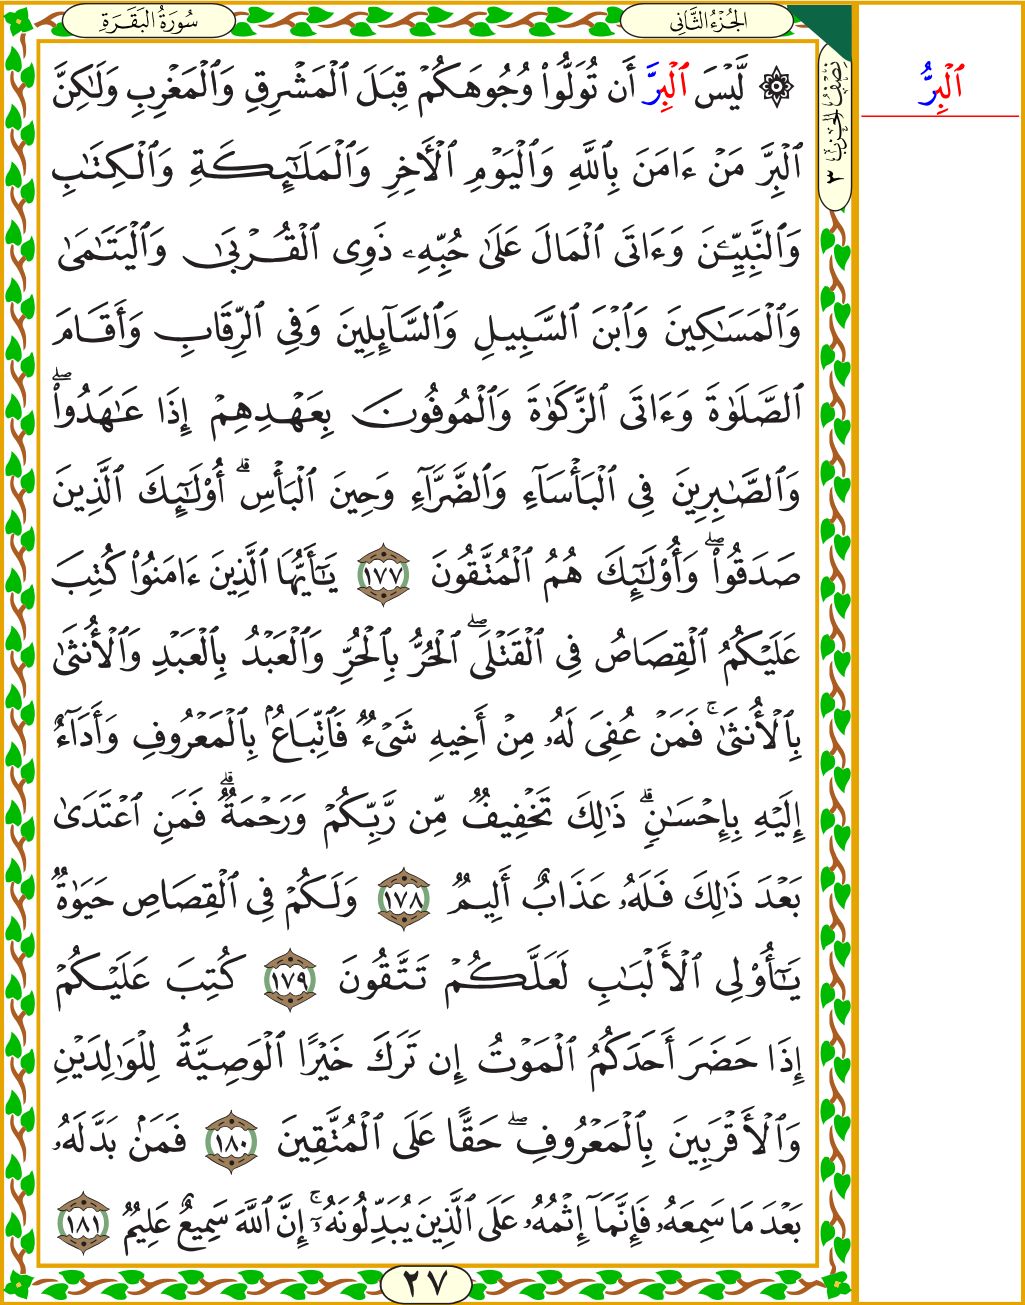 سُورَةُ البَقَرَةِ
الجُزْءُ الثَّانِى
نِصْفُ الحِزْبِ ٣
ٱلْبِرُّ
۞ لَّيْسَ ٱلْبِرَّ أَن تُوَلُّوا۟ وُجُوهَكُمْ قِبَلَ ٱلْمَشْرِقِ وَٱلْمَغْرِبِ وَلَـٰكِنَّ
ٱلْبِرَّ مَنْ ءَامَنَ بِٱللَّهِ وَٱلْيَوْمِ ٱلْـَٔاخِرِ وَٱلْمَلَـٰٓئِكَةِ وَٱلْكِتَـٰبِ
وَٱلنَّبِيِّـۧنَ وَءَاتَى ٱلْمَالَ عَلَىٰ حُبِّهِۦ ذَوِى ٱلْقُرْبَىٰ وَٱلْيَتَـٰمَىٰ
وَٱلْمَسَـٰكِينَ وَٱبْنَ ٱلسَّبِيلِ وَٱلسَّآئِلِينَ وَفِى ٱلرِّقَابِ وَأَقَامَ
ٱلصَّلَوٰةَ وَءَاتَى ٱلزَّكَوٰةَ وَٱلْمُوفُونَ بِعَهْدِهِمْ إِذَا عَـٰهَدُوا۟ۖ
وَٱلصَّـٰبِرِينَ فِى ٱلْبَأْسَآءِ وَٱلضَّرَّآءِ وَحِينَ ٱلْبَأْسِۗ أُو۟لَـٰٓئِكَ ٱلَّذِينَ
صَدَقُوا۟ۖ وَأُو۟لَـٰٓئِكَ هُمُ ٱلْمُتَّقُونَ ١٧٧ يَـٰٓأَيُّهَا ٱلَّذِينَ ءَامَنُوا۟ كُتِبَ
عَلَيْكُمُ ٱلْقِصَاصُ فِى ٱلْقَتْلَىۖ ٱلْحُرُّ بِٱلْحُرِّ وَٱلْعَبْدُ بِٱلْعَبْدِ وَٱلْأُنثَىٰ
بِٱلْأُنثَىٰۚ فَمَنْ عُفِىَ لَهُۥ مِنْ أَخِيهِ شَىْءٌ فَٱتِّبَاعٌۢ بِٱلْمَعْرُوفِ وَأَدَآءٌ
إِلَيْهِ بِإِحْسَـٰنٍۗ ذَٰلِكَ تَخْفِيفٌ مِّن رَّبِّكُمْ وَرَحْمَةٌۗ فَمَنِ ٱعْتَدَىٰ
بَعْدَ ذَٰلِكَ فَلَهُۥ عَذَابٌ أَلِيمٌ ١٧٨ وَلَكُمْ فِى ٱلْقِصَاصِ حَيَوٰةٌ
يَـٰٓأُو۟لِى ٱلْأَلْبَـٰبِ لَعَلَّكُمْ تَتَّقُونَ ١٧٩ كُتِبَ عَلَيْكُمْ
إِذَا حَضَرَ أَحَدَكُمُ ٱلْمَوْتُ إِن تَرَكَ خَيْرًا ٱلْوَصِيَّةُ لِلْوَٰلِدَيْنِ
وَٱلْأَقْرَبِينَ بِٱلْمَعْرُوفِۖ حَقًّا عَلَى ٱلْمُتَّقِينَ ١٨٠ فَمَنۢ بَدَّلَهُۥ
بَعْدَ مَا سَمِعَهُۥ فَإِنَّمَآ إِثْمُهُۥ عَلَى ٱلَّذِينَ يُبَدِّلُونَهُۥٓۚ إِنَّ ٱللَّهَ سَمِيعٌ عَلِيمٌ ١٨١
٢٧